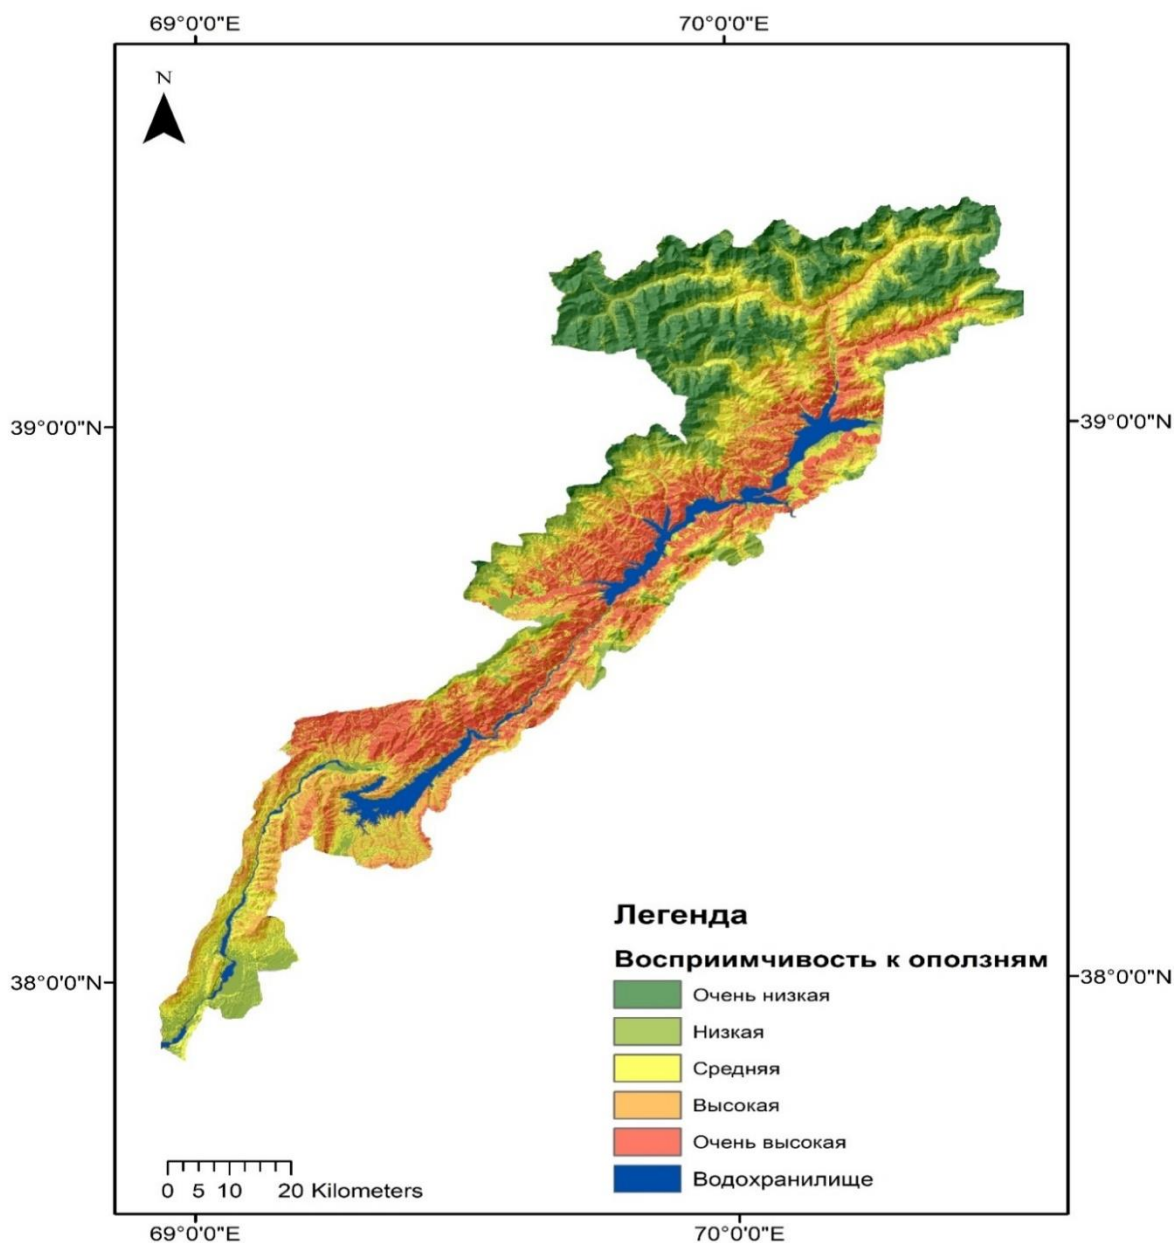 69°0'0"E 70°0'0"E
N
39°0'0"N 39°0'0"N
38°0'0"N 38°0'0"N
Легенда
Восприимчивость к оползням
Очень низкая
Низкая
Средняя
Высокая
Очень высокая
Водохранилище
0 5 10 20 Kilometers
69°0'0"E 70°0'0"E